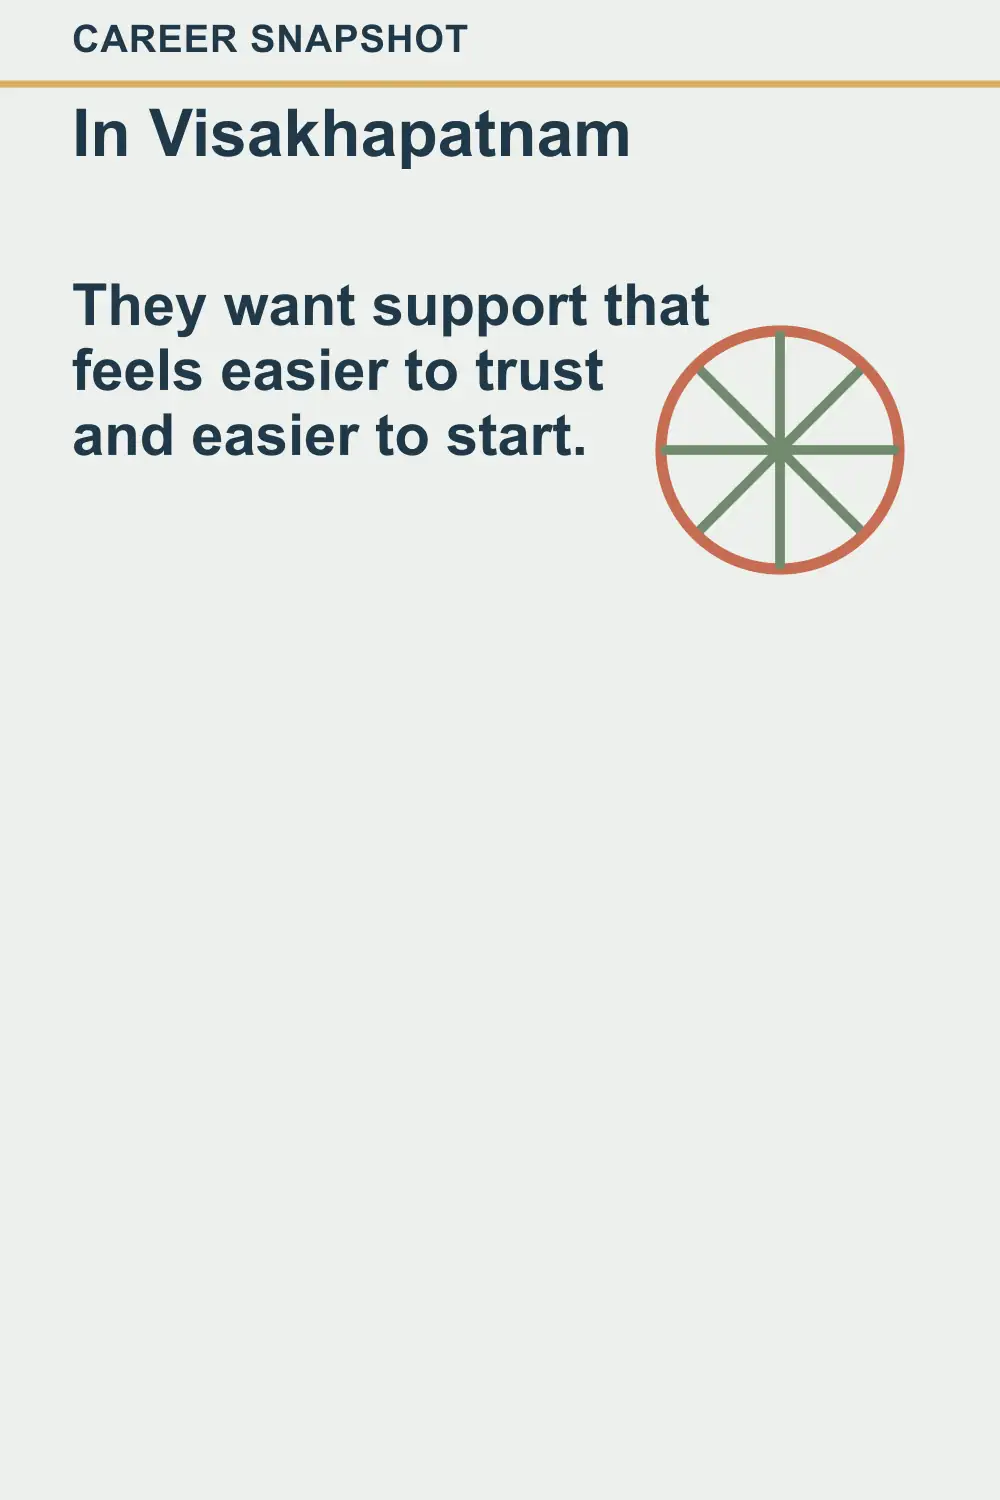 CAREER SNAPSHOT
In Visakhapatnam
They want support that
feels easier to trust
and easier to start.